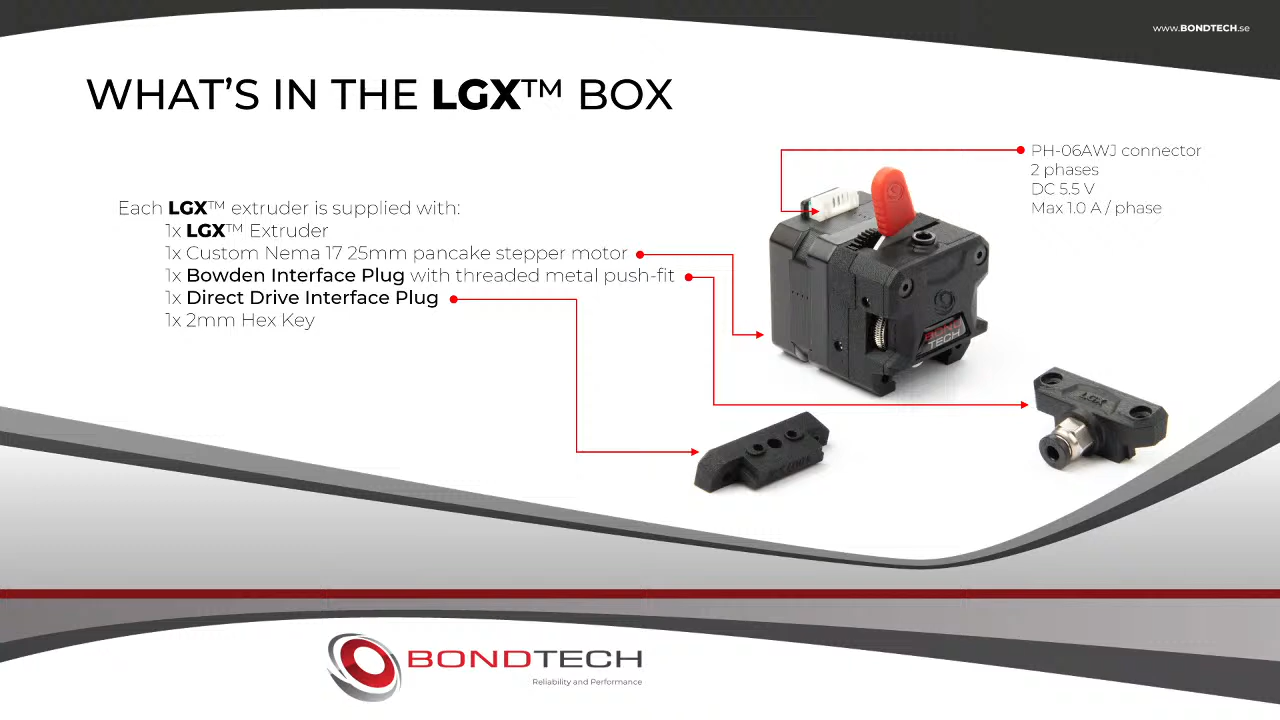 www.BONDTECH.se
WHAT'S IN THE LGX™ BOX
PH-06AWJ connector
2 phases
DC 5.5 V
Max 1.0 A / phase
Each LGX™ extruder is supplied with:
1x LGX™ Extruder
1x Custom Nema 17 25mm pancake stepper motor
1x Bowden Interface Plug with threaded metal push-fit
1x Direct Drive Interface Plug
1x 2mm Hex Key
BOND
TECH
LGX
BONDTECH
Reliability and Performance